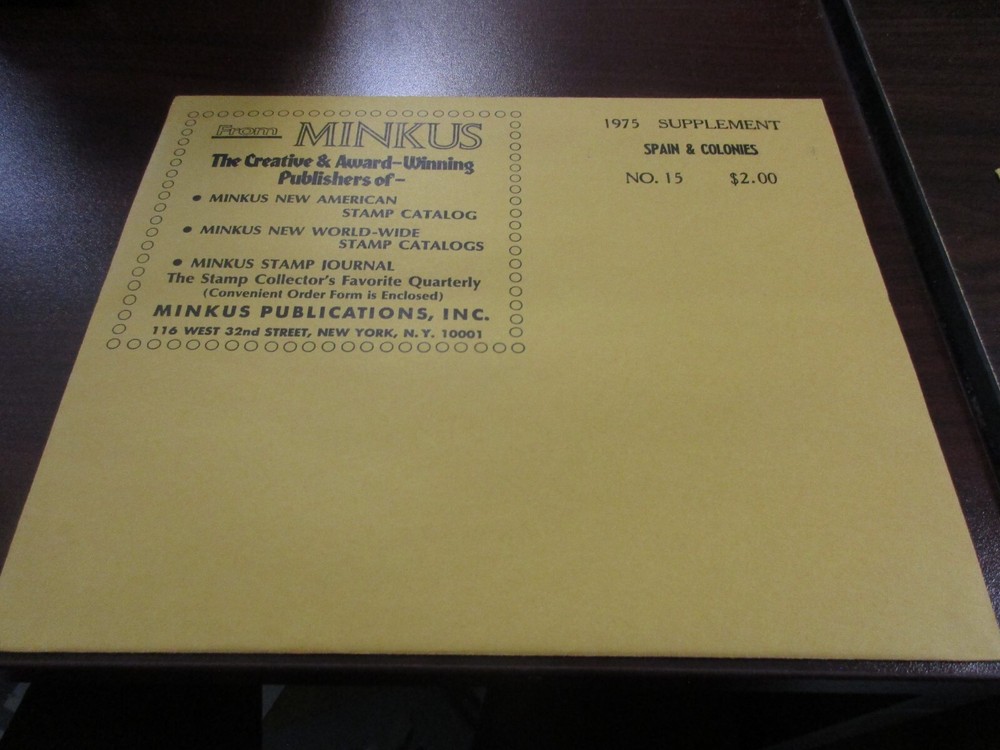 From MINKUS
The Creative & Award-Winning
Publishers of-
• MINKUS NEW AMERICAN
STAMP CATALOG
• MINKUS NEW WORLD-WIDE
STAMP CATALOGS
• MINKUS STAMP JOURNAL
The Stamp Collector's Favorite Quarterly
(Convenient Order Form is Enclosed)
MINKUS PUBLICATIONS, INC.
116 WEST 32nd STREET, NEW YORK, N. Y. 10001
1975 SUPPLEMENT
SPAIN & COLONIES
NO. 15 $2.00